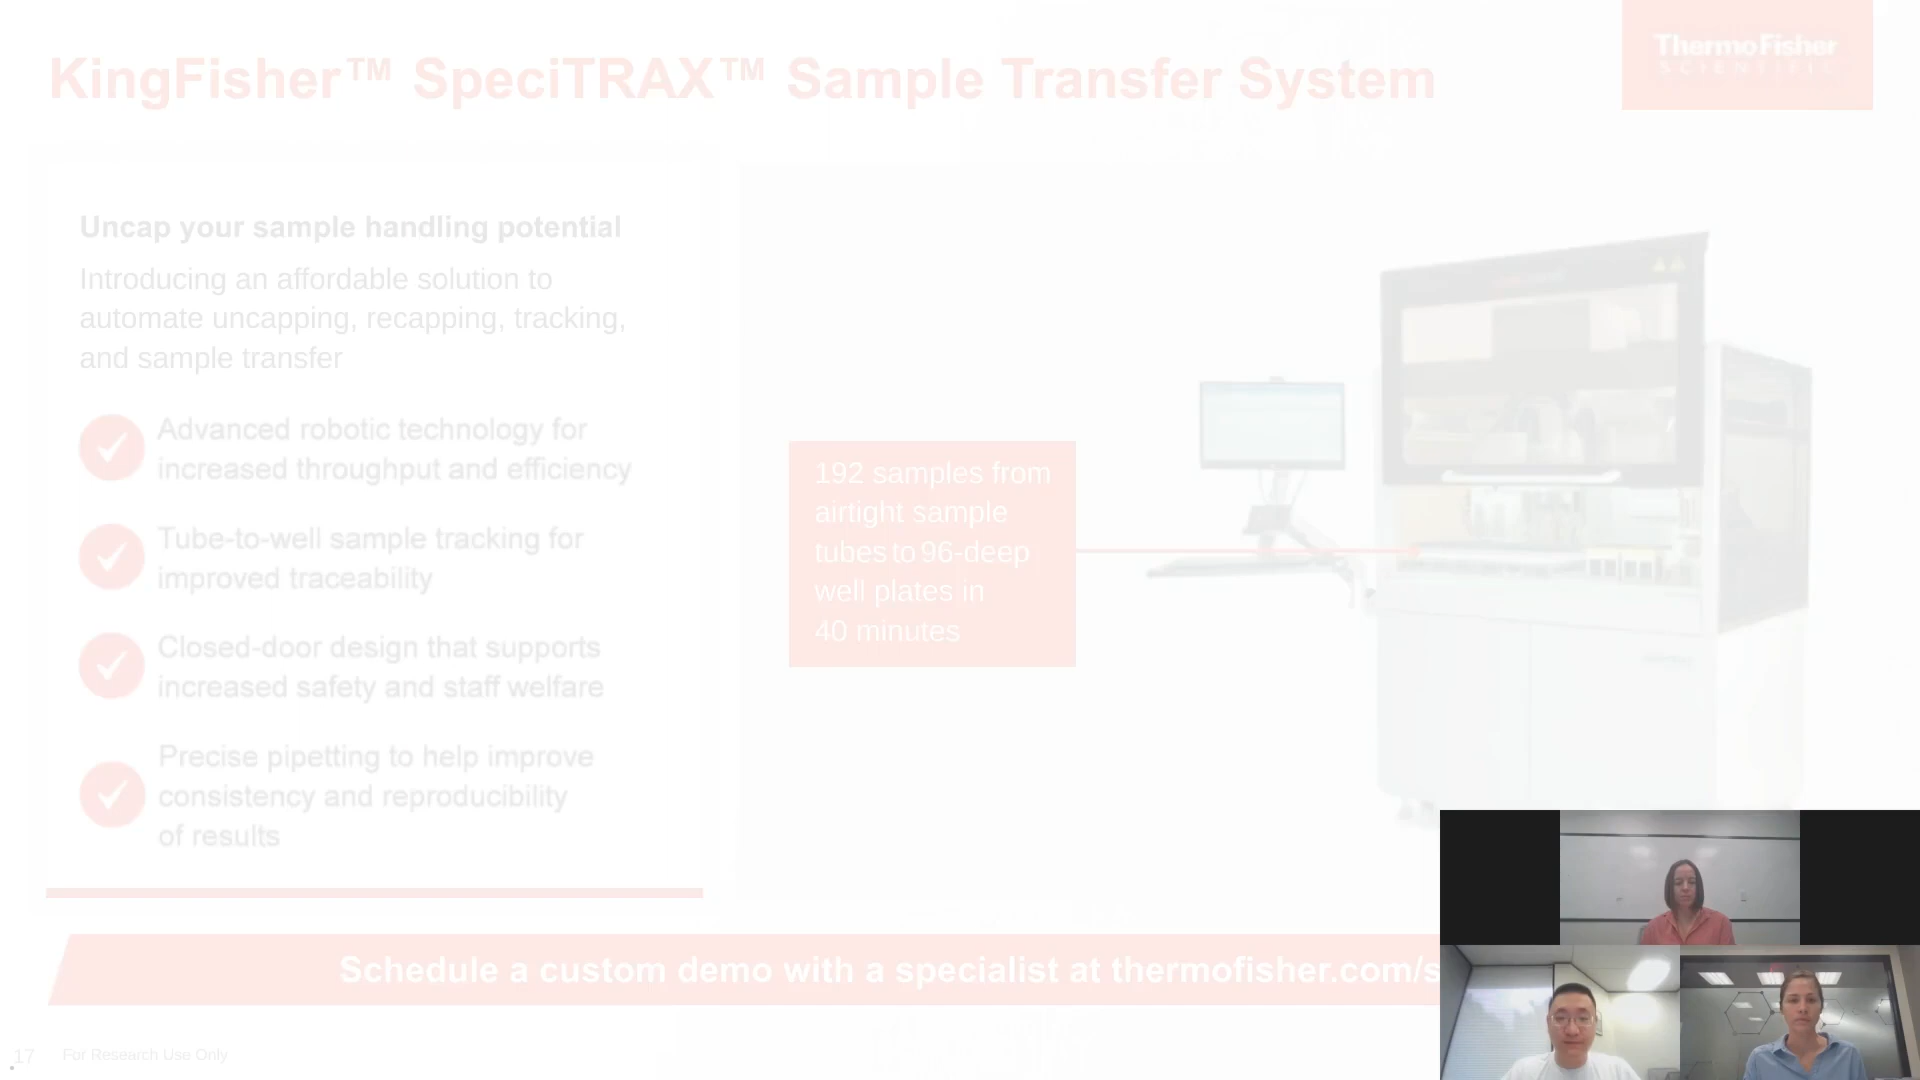 KingFisher™ SpeciTRAX™ Sample Transfer System
ThermoFisher
SCIENTIFIC
Uncap your sample handling potential
Introducing an affordable solution to
automate uncapping, recapping, tracking,
and sample transfer
Advanced robotic technology for
increased throughput and efficiency
Tube-to-well sample tracking for
improved traceability
Closed-door design that supports
increased safety and staff welfare
Precise pipetting to help improve
consistency and reproducibility
of results
192 samples from
airtight sample
tubes to 96-deep
well plates in
40 minutes
Schedule a custom demo with a specialist at thermofisher.com/s
17 For Research Use Only